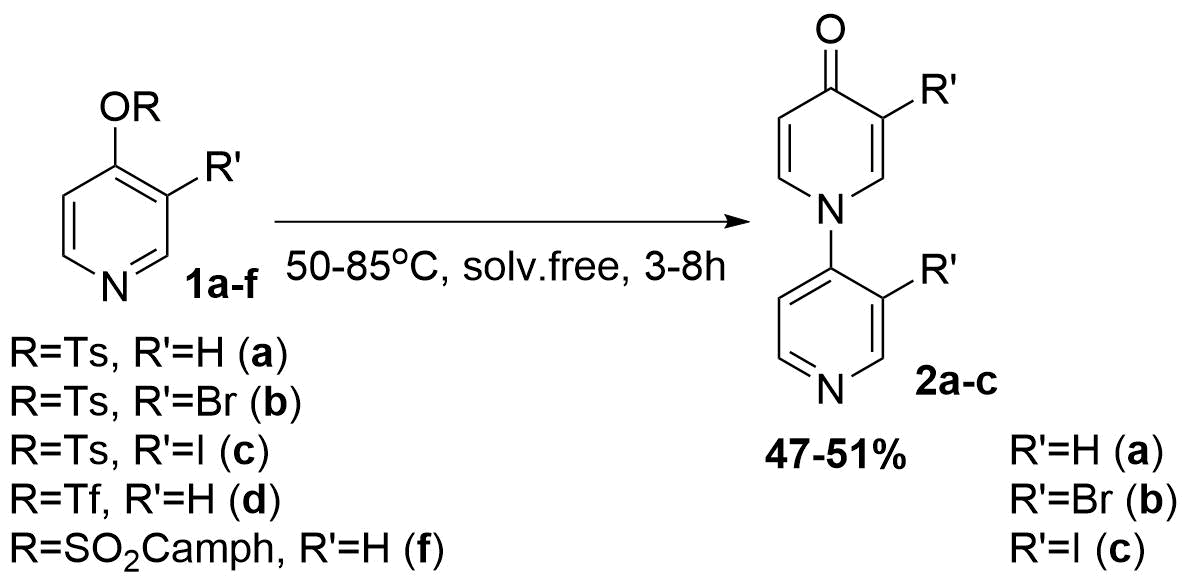 OR
R'
N
1a-f
50-85°C, solv.free, 3-8h
O
R'
N
R'
N
2a-c
R=Ts, R'=H (a)
R=Ts, R'=Br (b)
R=Ts, R'=I (c)
R=Tf, R'=H (d)
R=SO₂Camph, R'=H (f)
47-51%
R'=H (a)
R'=Br (b)
R'=I (c)